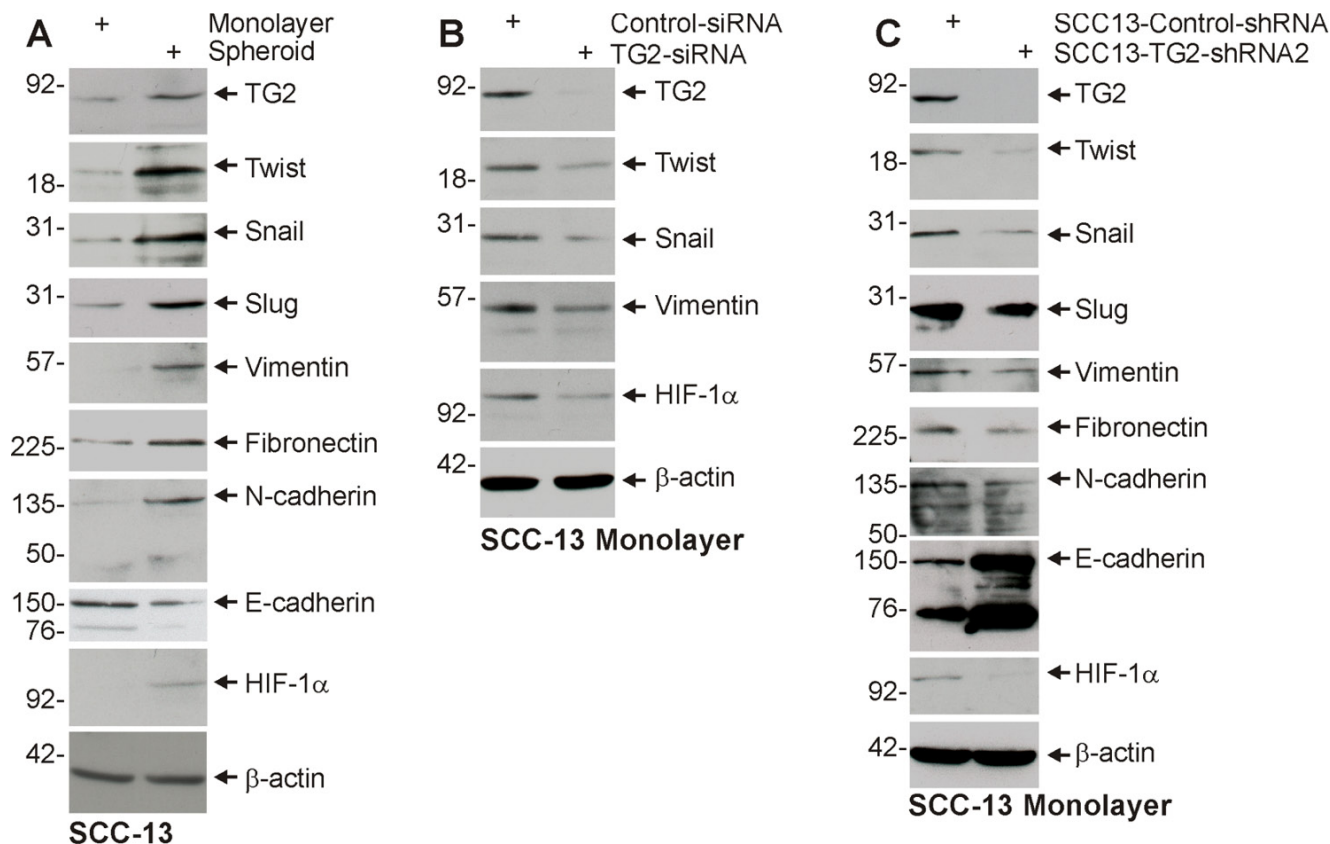 A + Monolayer
+ Spheroid
92- TG2
Twist
18-
31- Snail
31- Slug
57- Vimentin
225- Fibronectin
135- N-cadherin
50-
150- E-cadherin
76-
92- HIF-1α
42- β-actin
SCC-13
B + Control-siRNA
+ TG2-siRNA
92- TG2
Twist
18-
31- Snail
57- Vimentin
92- HIF-1α
42- β-actin
SCC-13 Monolayer
C + SCC13-Control-shRNA
+ SCC13-TG2-shRNA2
92- TG2
18- Twist
31- Snail
31- Slug
57- Vimentin
225- Fibronectin
135- N-cadherin
50-
150- E-cadherin
76-
92- HIF-1α
42- β-actin
SCC-13 Monolayer